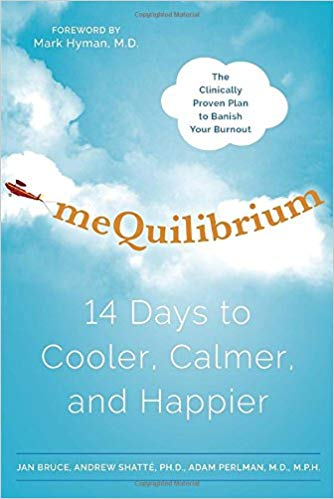 FOREWORD BY
Mark Hyman, M.D.
The
Clinically
Proven Plan
to Banish
Your Burnout
meQuilibrium
14 Days to
Cooler, Calmer,
and Happier
JAN BRUCE, ANDREW SHATTÉ, PH.D., ADAM PERLMAN, M.D., M.P.H.